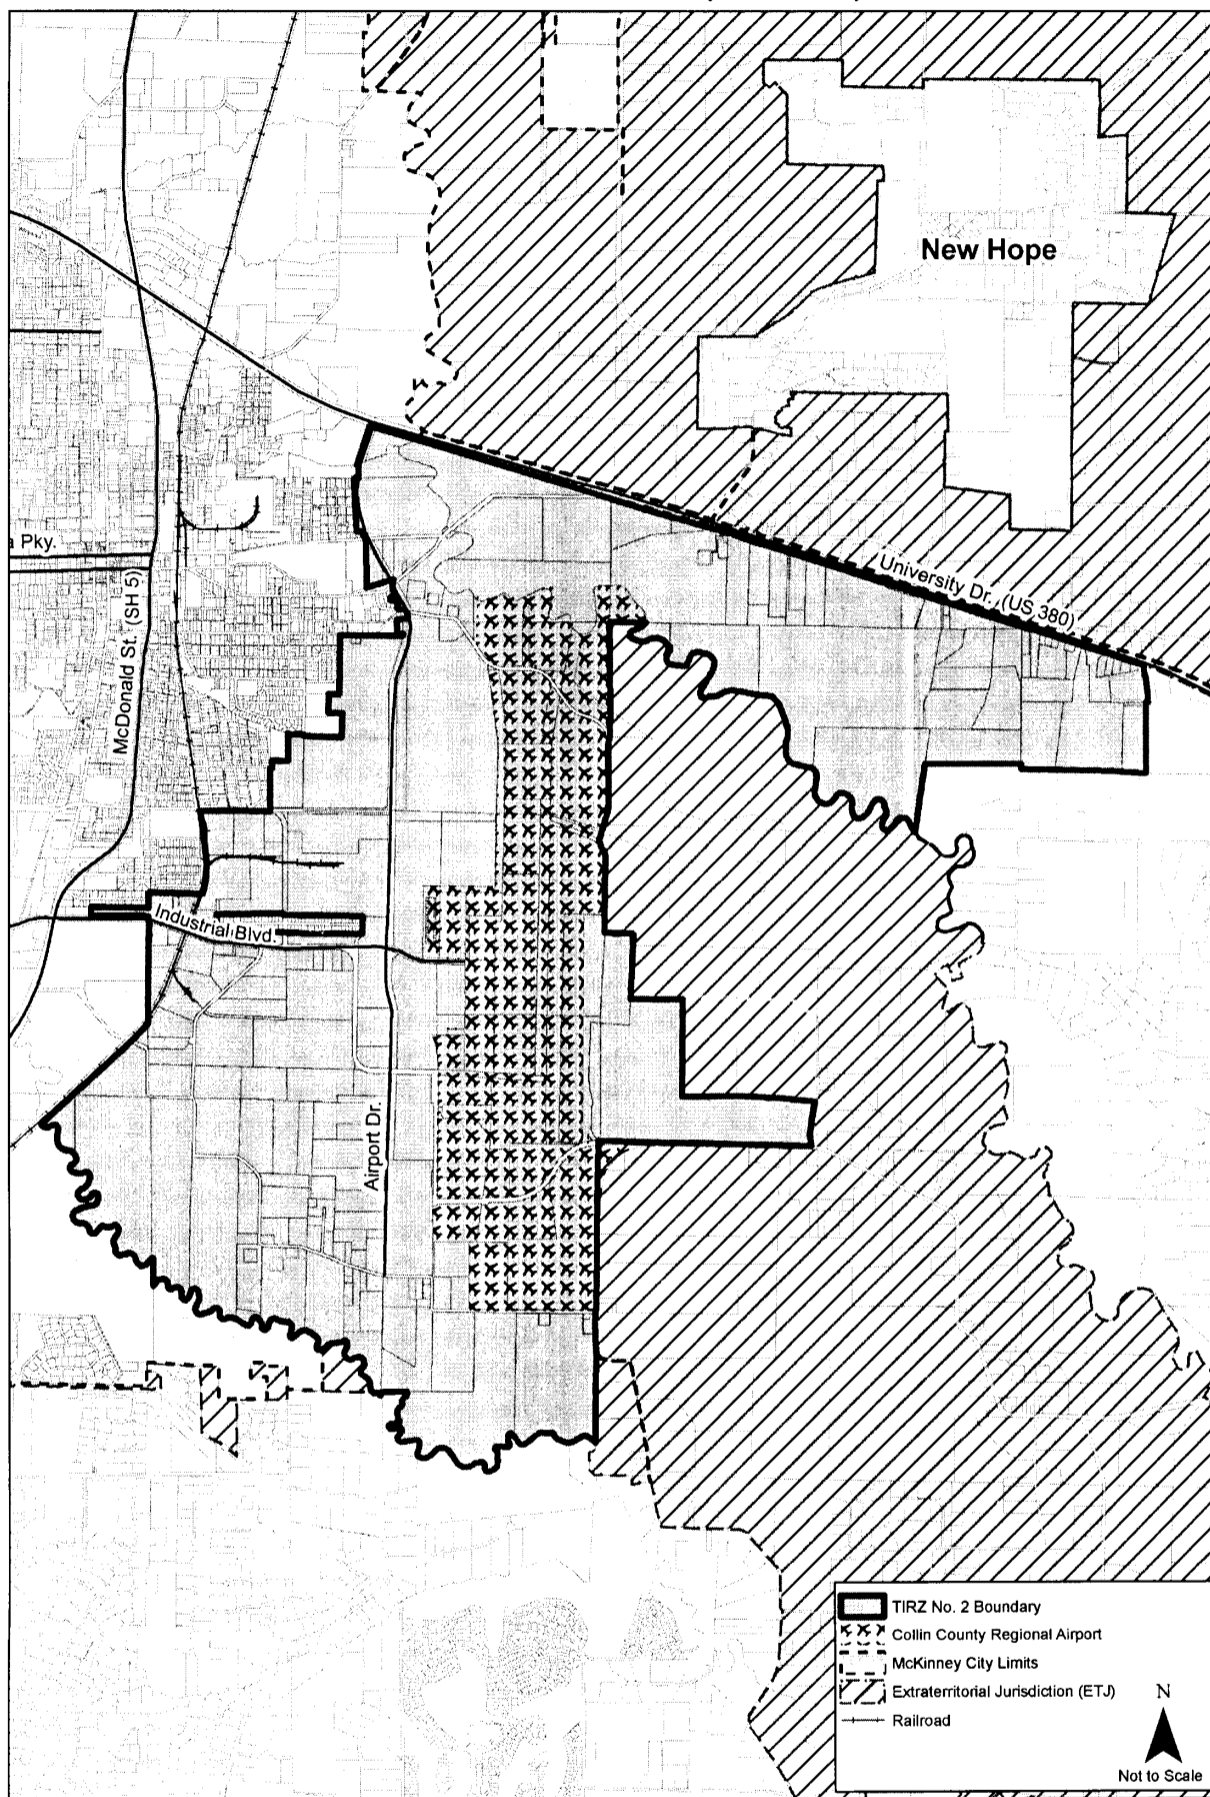 New Hope
a Pky.
McDonald St. (SH 5)
University Dr. (US 380)
Industrial Blvd.
Airport Dr.
TIRZ No. 2 Boundary
Collin County Regional Airport
McKinney City Limits
Extraterritorial Jurisdiction (ETJ)
Railroad
N
Not to Scale